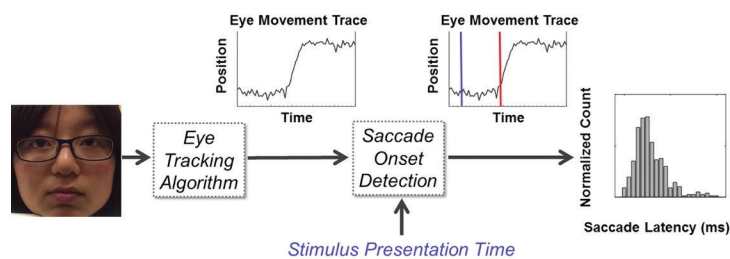 Eye Movement Trace
Position
Time
Eye Movement Trace
Position
Time
Eye
Tracking
Algorithm
Saccade
Onset
Detection
Normalized Count
Saccade Latency (ms)
Stimulus Presentation Time